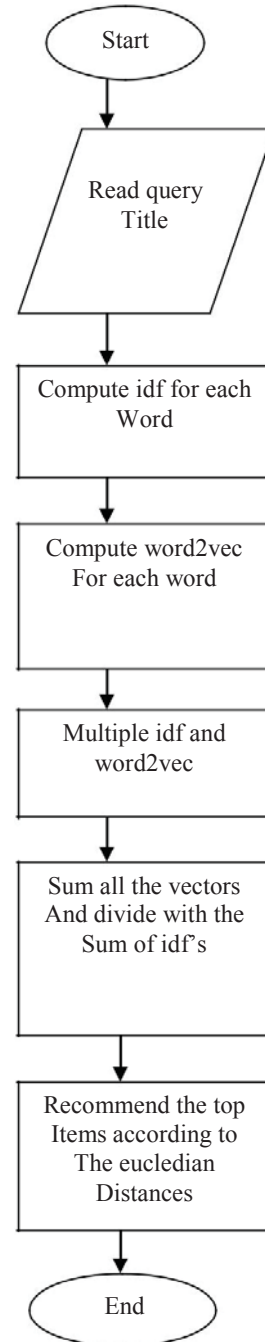 Start
Read query
Title
Compute idf for each
Word
Compute word2vec
For each word
Multiple idf and
word2vec
Sum all the vectors
And divide with the
Sum of idf's
Recommend the top
Items according to
The eucledian
Distances
End